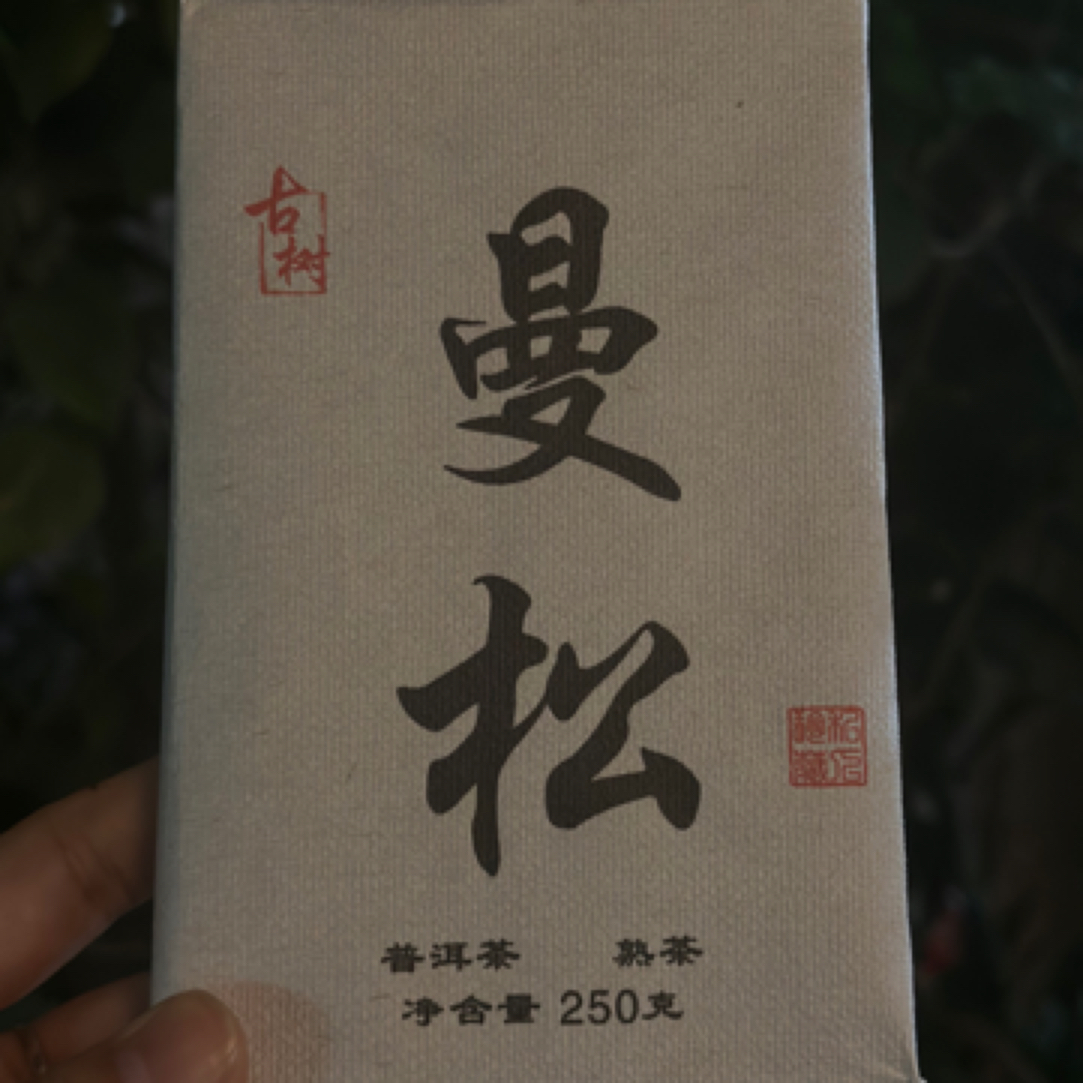 古树
曼松
普洱茶 熟茶
净含量 250克